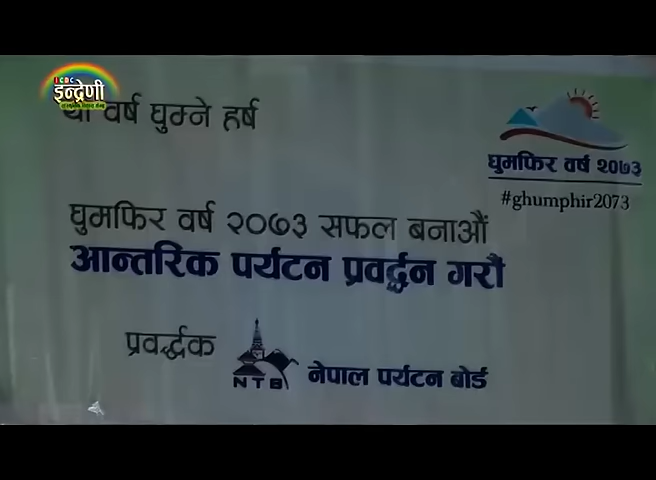 ICDC
इन्द्रेणी
यो वर्ष घुम्ने हर्ष
घुमफिर वर्ष २०७३
#ghumphir2073
घुमफिर वर्ष २०७३ सफल बनाऔं
आन्तरिक पर्यटन प्रवर्द्धन गरौं
प्रवर्द्धक
NTB नेपाल पर्यटन बोर्ड